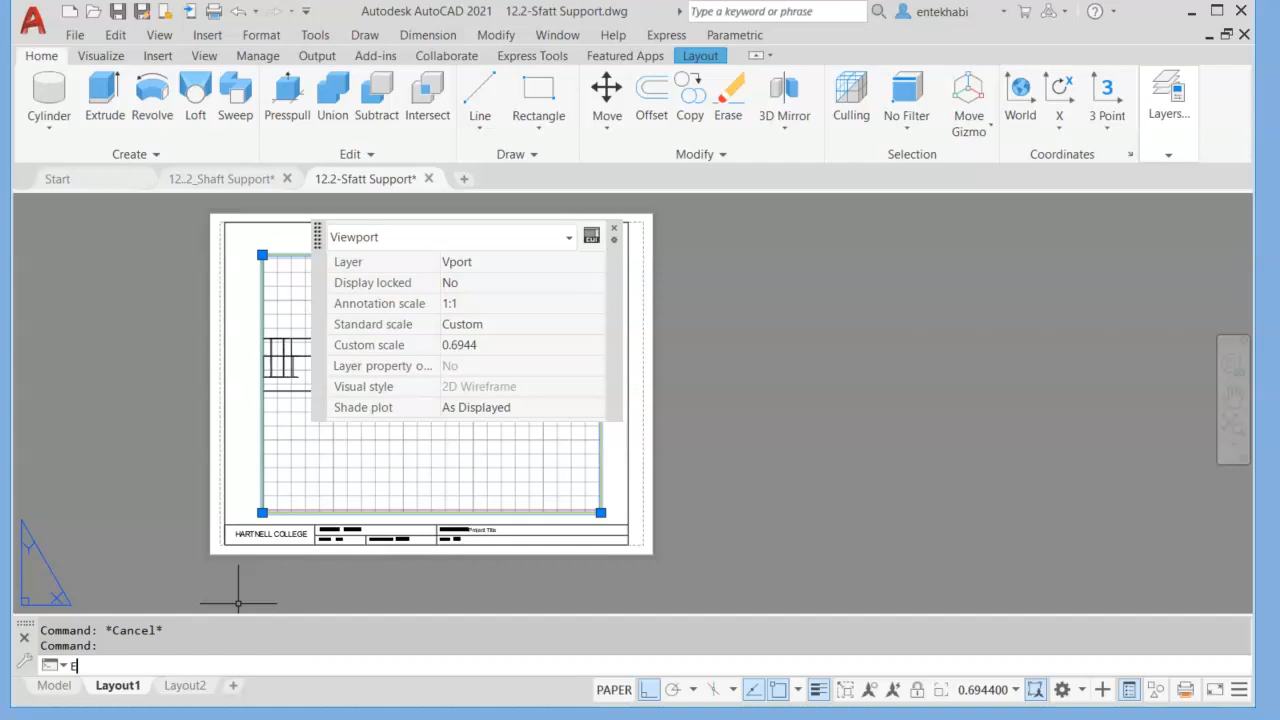 Autodesk AutoCAD 2021 12.2-Sfatt Support.dwg Type a keyword or phrase entekhabi
File Edit View Insert Format Tools Draw Dimension Modify Window Help Express Parametric
Home Visualize Insert View Manage Output Add-ins Collaborate Express Tools Featured Apps Layout
Cylinder Extrude Revolve Loft Sweep Presspull Union Subtract Intersect Line Rectangle Move Offset Copy Erase 3D Mirror Culling No Filter Move Gizmo World X 3 Point Layers...
Create Edit Draw Modify Selection Coordinates
Start 12..2_Shaft Support* 12.2-Sfatt Support*
Viewport
Layer Vport
Display locked No
Annotation scale 1:1
Standard scale Custom
Custom scale 0.6944
Layer property o... No
Visual style 2D Wireframe
Shade plot As Displayed
HARTNELL COLLEGE Project Title
Y
X
Command: *Cancel*
Command:
E
Model Layout1 Layout2 + PAPER 0.694400